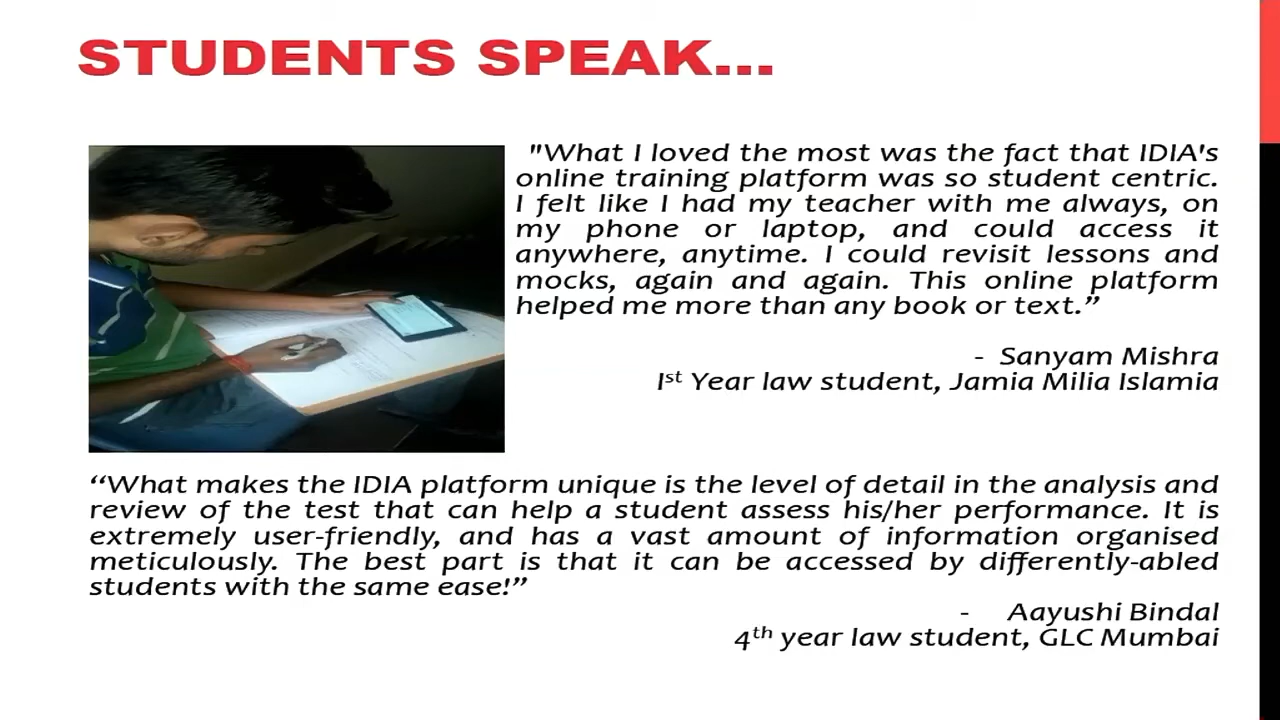 STUDENTS SPEAK...
"What I loved the most was the fact that IDIA's
online training platform was so student centric.
I felt like I had my teacher with me always, on
my phone or laptop, and could access it
anywhere, anytime. I could revisit lessons and
mocks, again and again. This online platform
helped me more than any book or text.”
- Sanyam Mishra
1st Year law student, Jamia Milia Islamia
“What makes the IDIA platform unique is the level of detail in the analysis and
review of the test that can help a student assess his/her performance. It is
extremely user-friendly, and has a vast amount of information organised
meticulously. The best part is that it can be accessed by differently-abled
students with the same ease!”
- Aayushi Bindal
4th year law student, GLC Mumbai